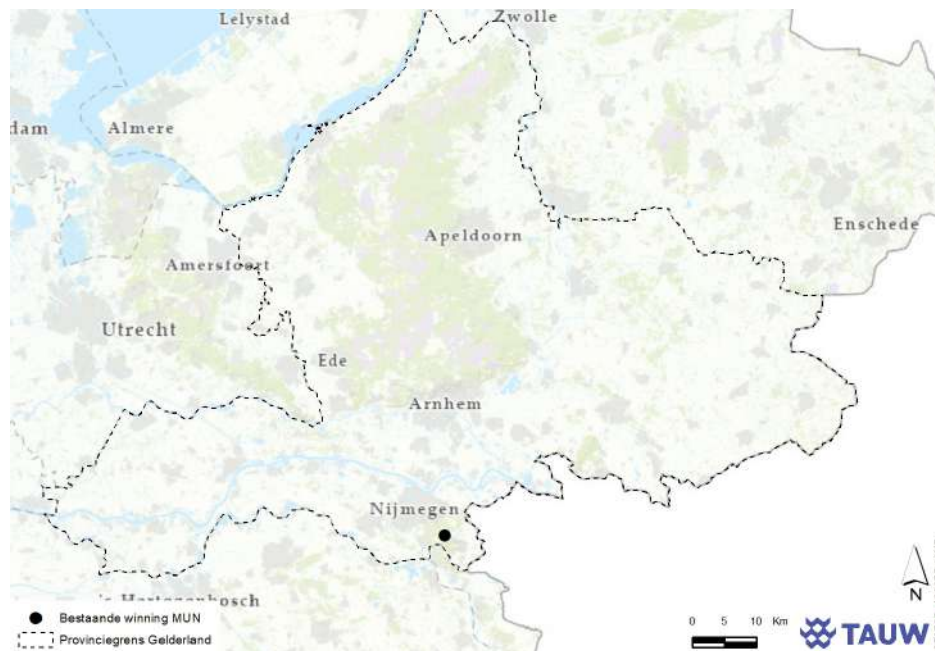 Lelystad
Zwolle
dam
Almere
Enschede
Apeldoorn
Amersfoort
Utrecht
Ede
Arnhem
Nijmegen
's Hertogenbosch
Bestaande winning MUN
Provinciegrens Gelderland
0 5 10 Km
N
TAUW